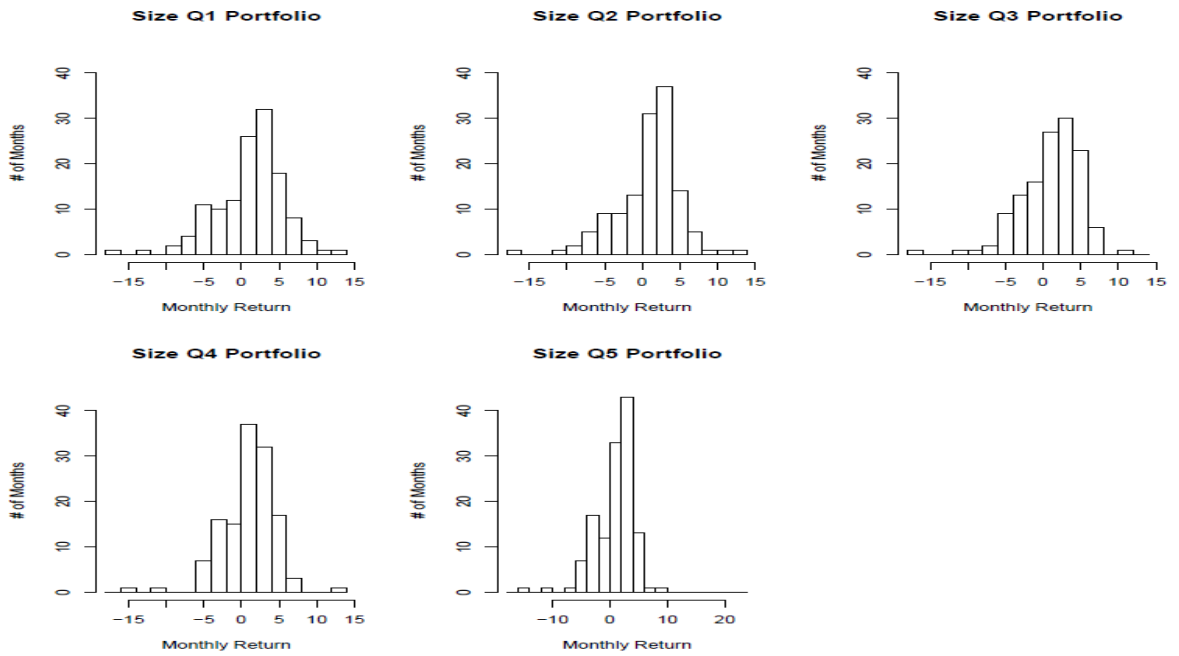 Size Q1 Portfolio
Size Q2 Portfolio
Size Q3 Portfolio
# of Months
40
30
20
10
0
−15 −5 0 5 10 15
Monthly Return
# of Months
40
30
20
10
0
−15 −5 0 5 10 15
Monthly Return
# of Months
40
30
20
10
0
−15 −5 0 5 10 15
Monthly Return
Size Q4 Portfolio
Size Q5 Portfolio
# of Months
40
30
20
10
0
−15 −5 0 5 10 15
Monthly Return
# of Months
40
30
20
10
0
−10 0 10 20
Monthly Return